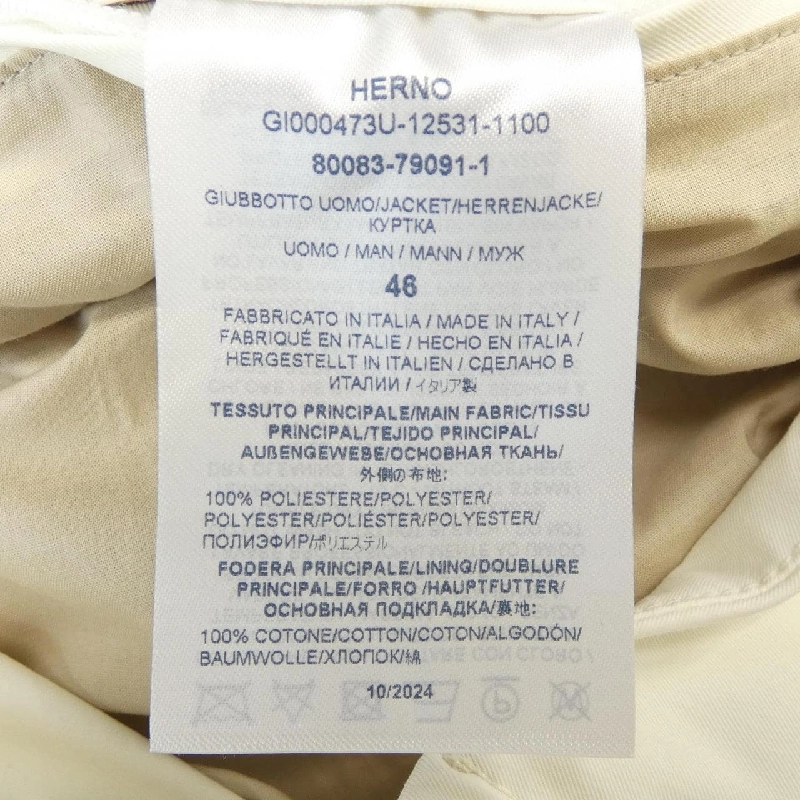 HERNO
GI000473U-12531-1100
80083-79091-1
GIUBBOTTO UOMO/JACKET/HERRENJACKE/
КУРТКА
UOMO / MAN / MANN / МУЖ
46
FABBRICATO IN ITALIA / MADE IN ITALY /
FABRIQUÉ EN ITALIE / HECHO EN ITALIA /
HERGESTELLT IN ITALIEN / СДЕЛАНО В
ИТАЛИИ / イタリア製
TESSUTO PRINCIPALE/MAIN FABRIC/TISSU
PRINCIPAL/TEJIDO PRINCIPAL/
AUßENGEWEBE/ОСНОВНАЯ ТКАНЬ/
外側の布地:
100% POLIESTERE/POLYESTER/
POLYESTER/POLIÉSTER/POLYESTER/
ПОЛИЭФИР/ポリエステル
FODERA PRINCIPALE/LINING/DOUBLURE
PRINCIPALE/FORRO /HAUPTFUTTER/
ОСНОВНАЯ ПОДКЛАДКА/裏地:
100% COTONE/COTTON/COTON/ALGODÓN/
BAUMWOLLE/ХЛОПОК/綿
10/2024